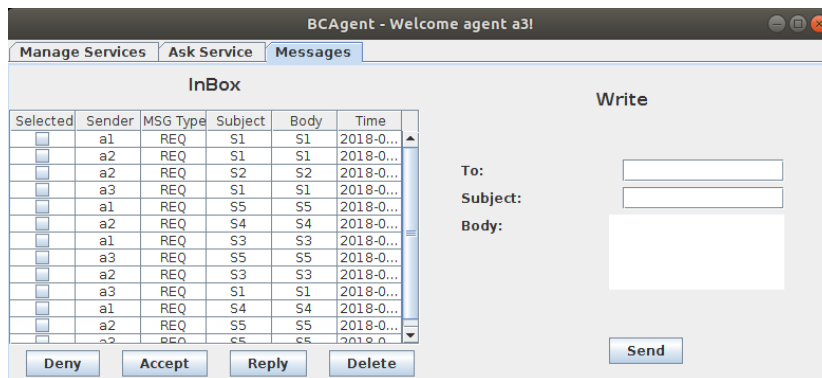 BCAgent - Welcome agent a3!
Manage Services Ask Service Messages
InBox
Write
Selected Sender MSG Type Subject Body Time
a1 REQ S1 S1 2018-0...
a2 REQ S1 S1 2018-0...
a2 REQ S2 S2 2018-0...
a3 REQ S1 S1 2018-0...
a1 REQ S5 S5 2018-0...
a2 REQ S4 S4 2018-0...
a1 REQ S3 S3 2018-0...
a3 REQ S5 S5 2018-0...
a2 REQ S3 S3 2018-0...
a3 REQ S1 S1 2018-0...
a1 REQ S4 S4 2018-0...
a2 REQ S5 S5 2018-0...
REQ S5 S5 2018-0...
To:
Subject:
Body:
Send
Deny Accept Reply Delete